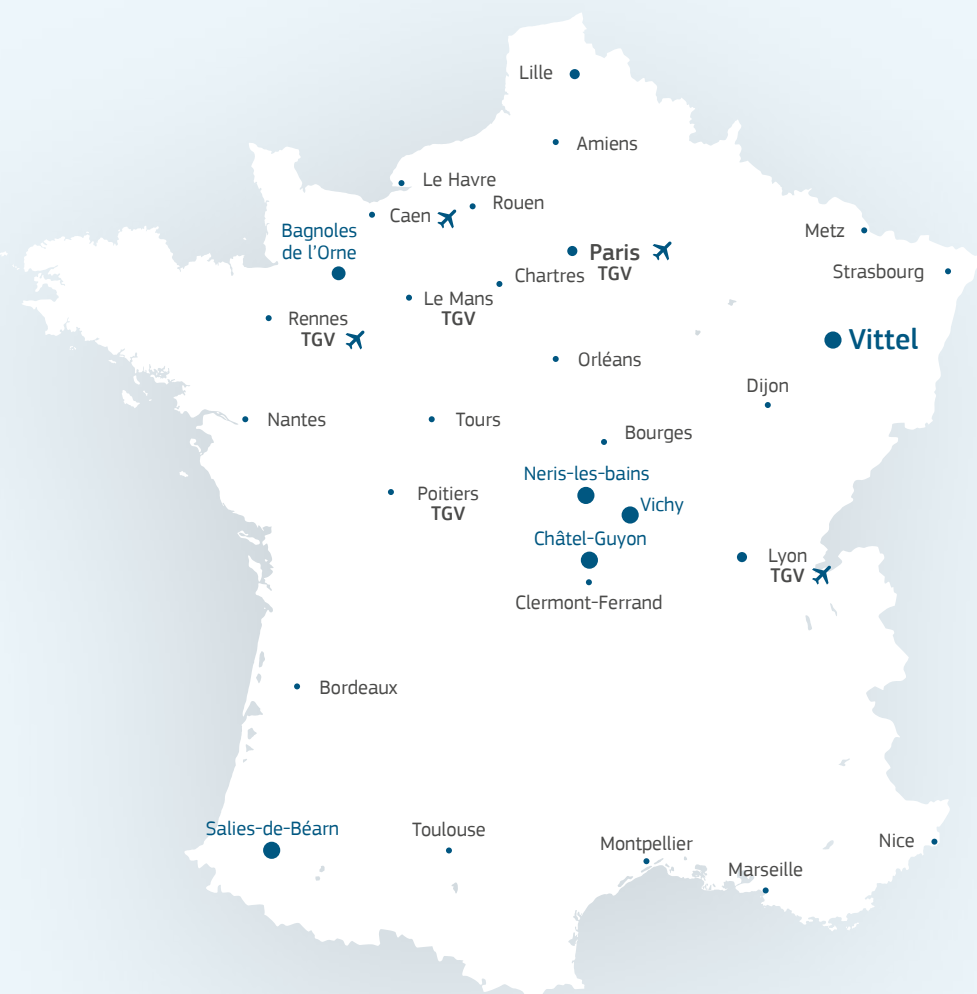 Lille
Amiens
Le Havre
Rouen
Caen
Bagnoles
de l'Orne
Metz
Paris
TGV
Strasbourg
Chartres
Le Mans
TGV
Rennes
TGV
Vittel
Orléans
Dijon
Nantes
Tours
Bourges
Neris-les-bains
Poitiers
TGV
Vichy
Châtel-Guyon
Lyon
TGV
Clermont-Ferrand
Bordeaux
Salies-de-Béarn
Toulouse
Montpellier
Nice
Marseille